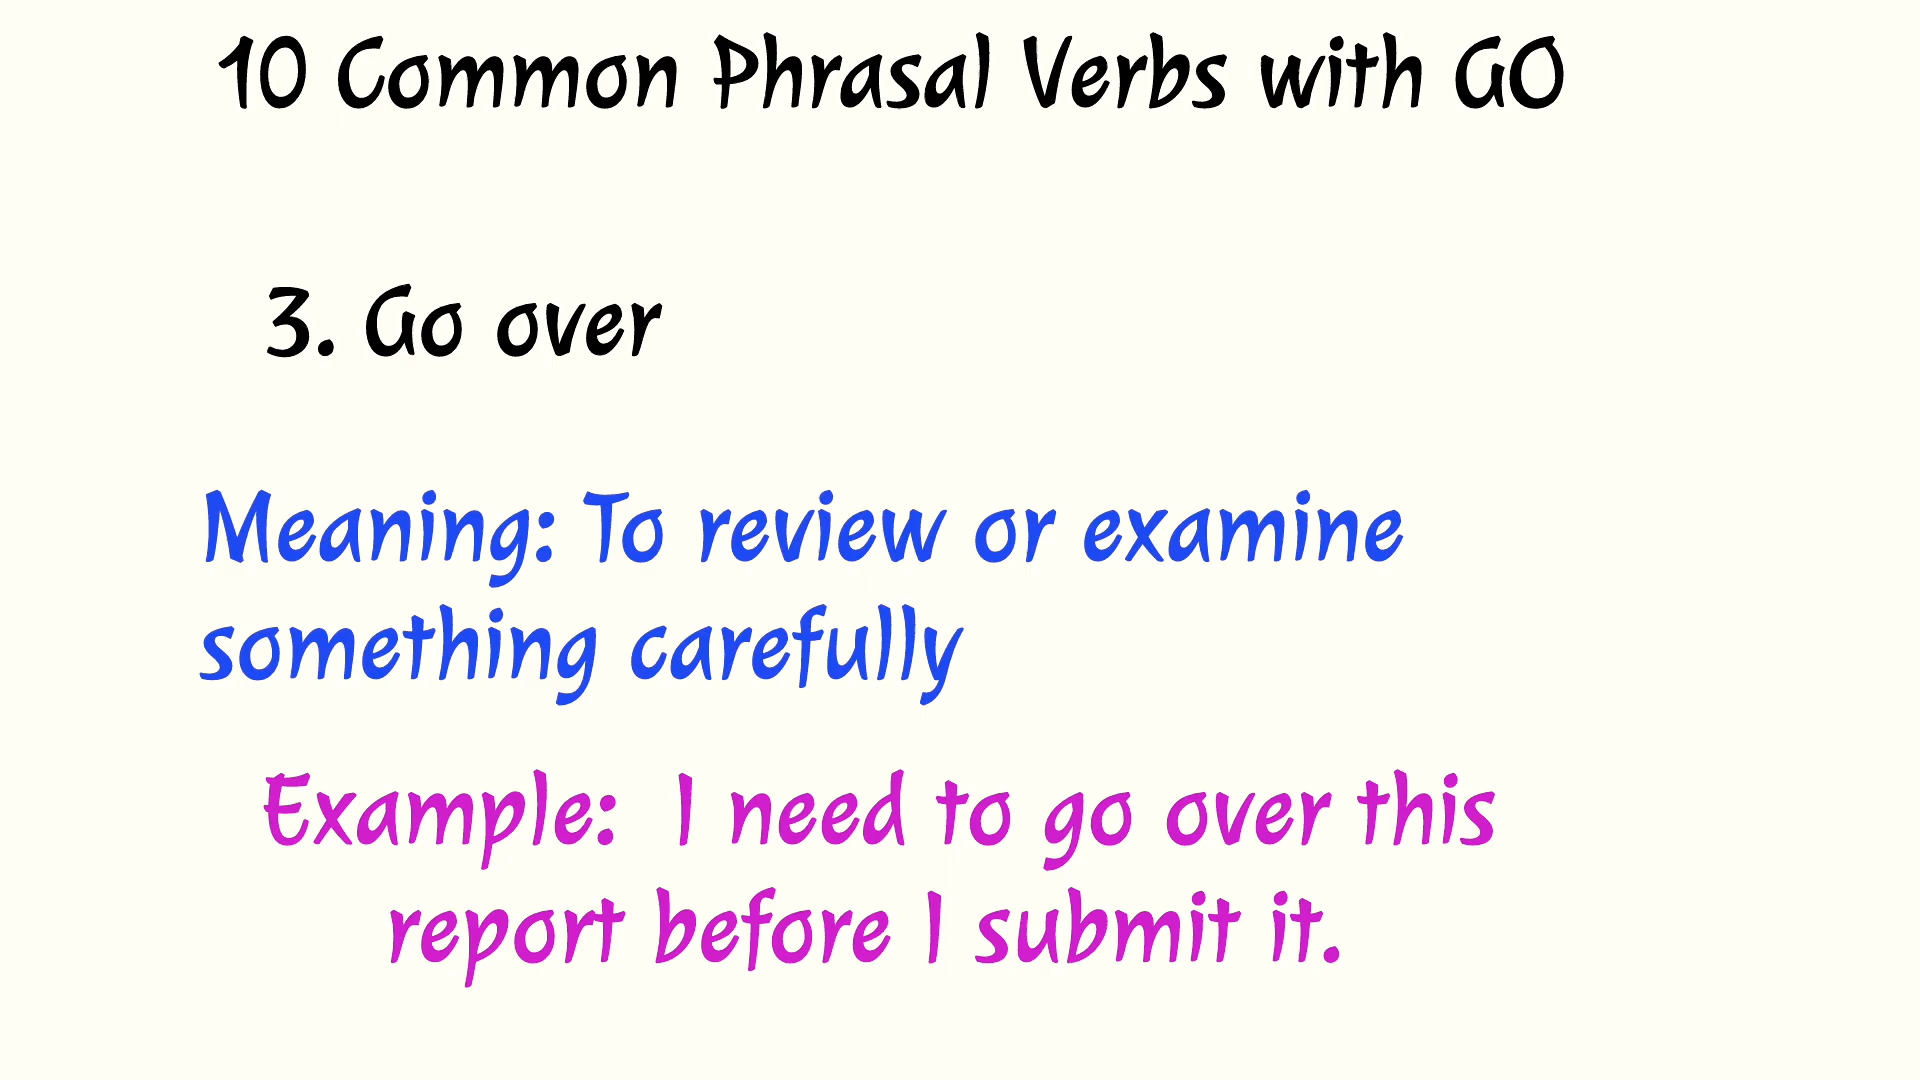 10 Common Phrasal Verbs with GO
3. Go over
Meaning: To review or examine
something carefully
Example: I need to go over this
report before I submit it.